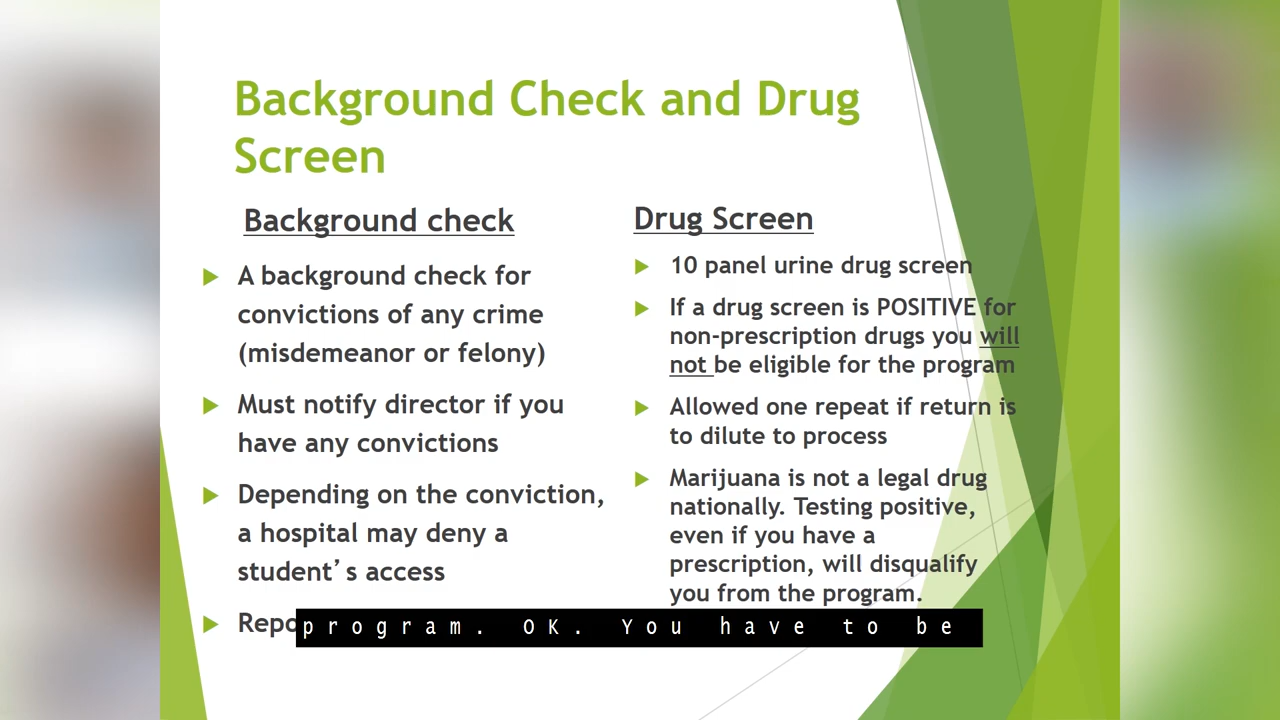 Background Check and Drug
Screen
Background check
A background check for
convictions of any crime
(misdemeanor or felony)
Must notify director if you
have any convictions
Depending on the conviction,
a hospital may deny a
student’s access
Drug Screen
10 panel urine drug screen
If a drug screen is POSITIVE for
non-prescription drugs you will
not be eligible for the program
Allowed one repeat if return is
to dilute to process
Marijuana is not a legal drug
nationally. Testing positive,
even if you have a
prescription, will disqualify
you from the program.
program. OK. You have to be